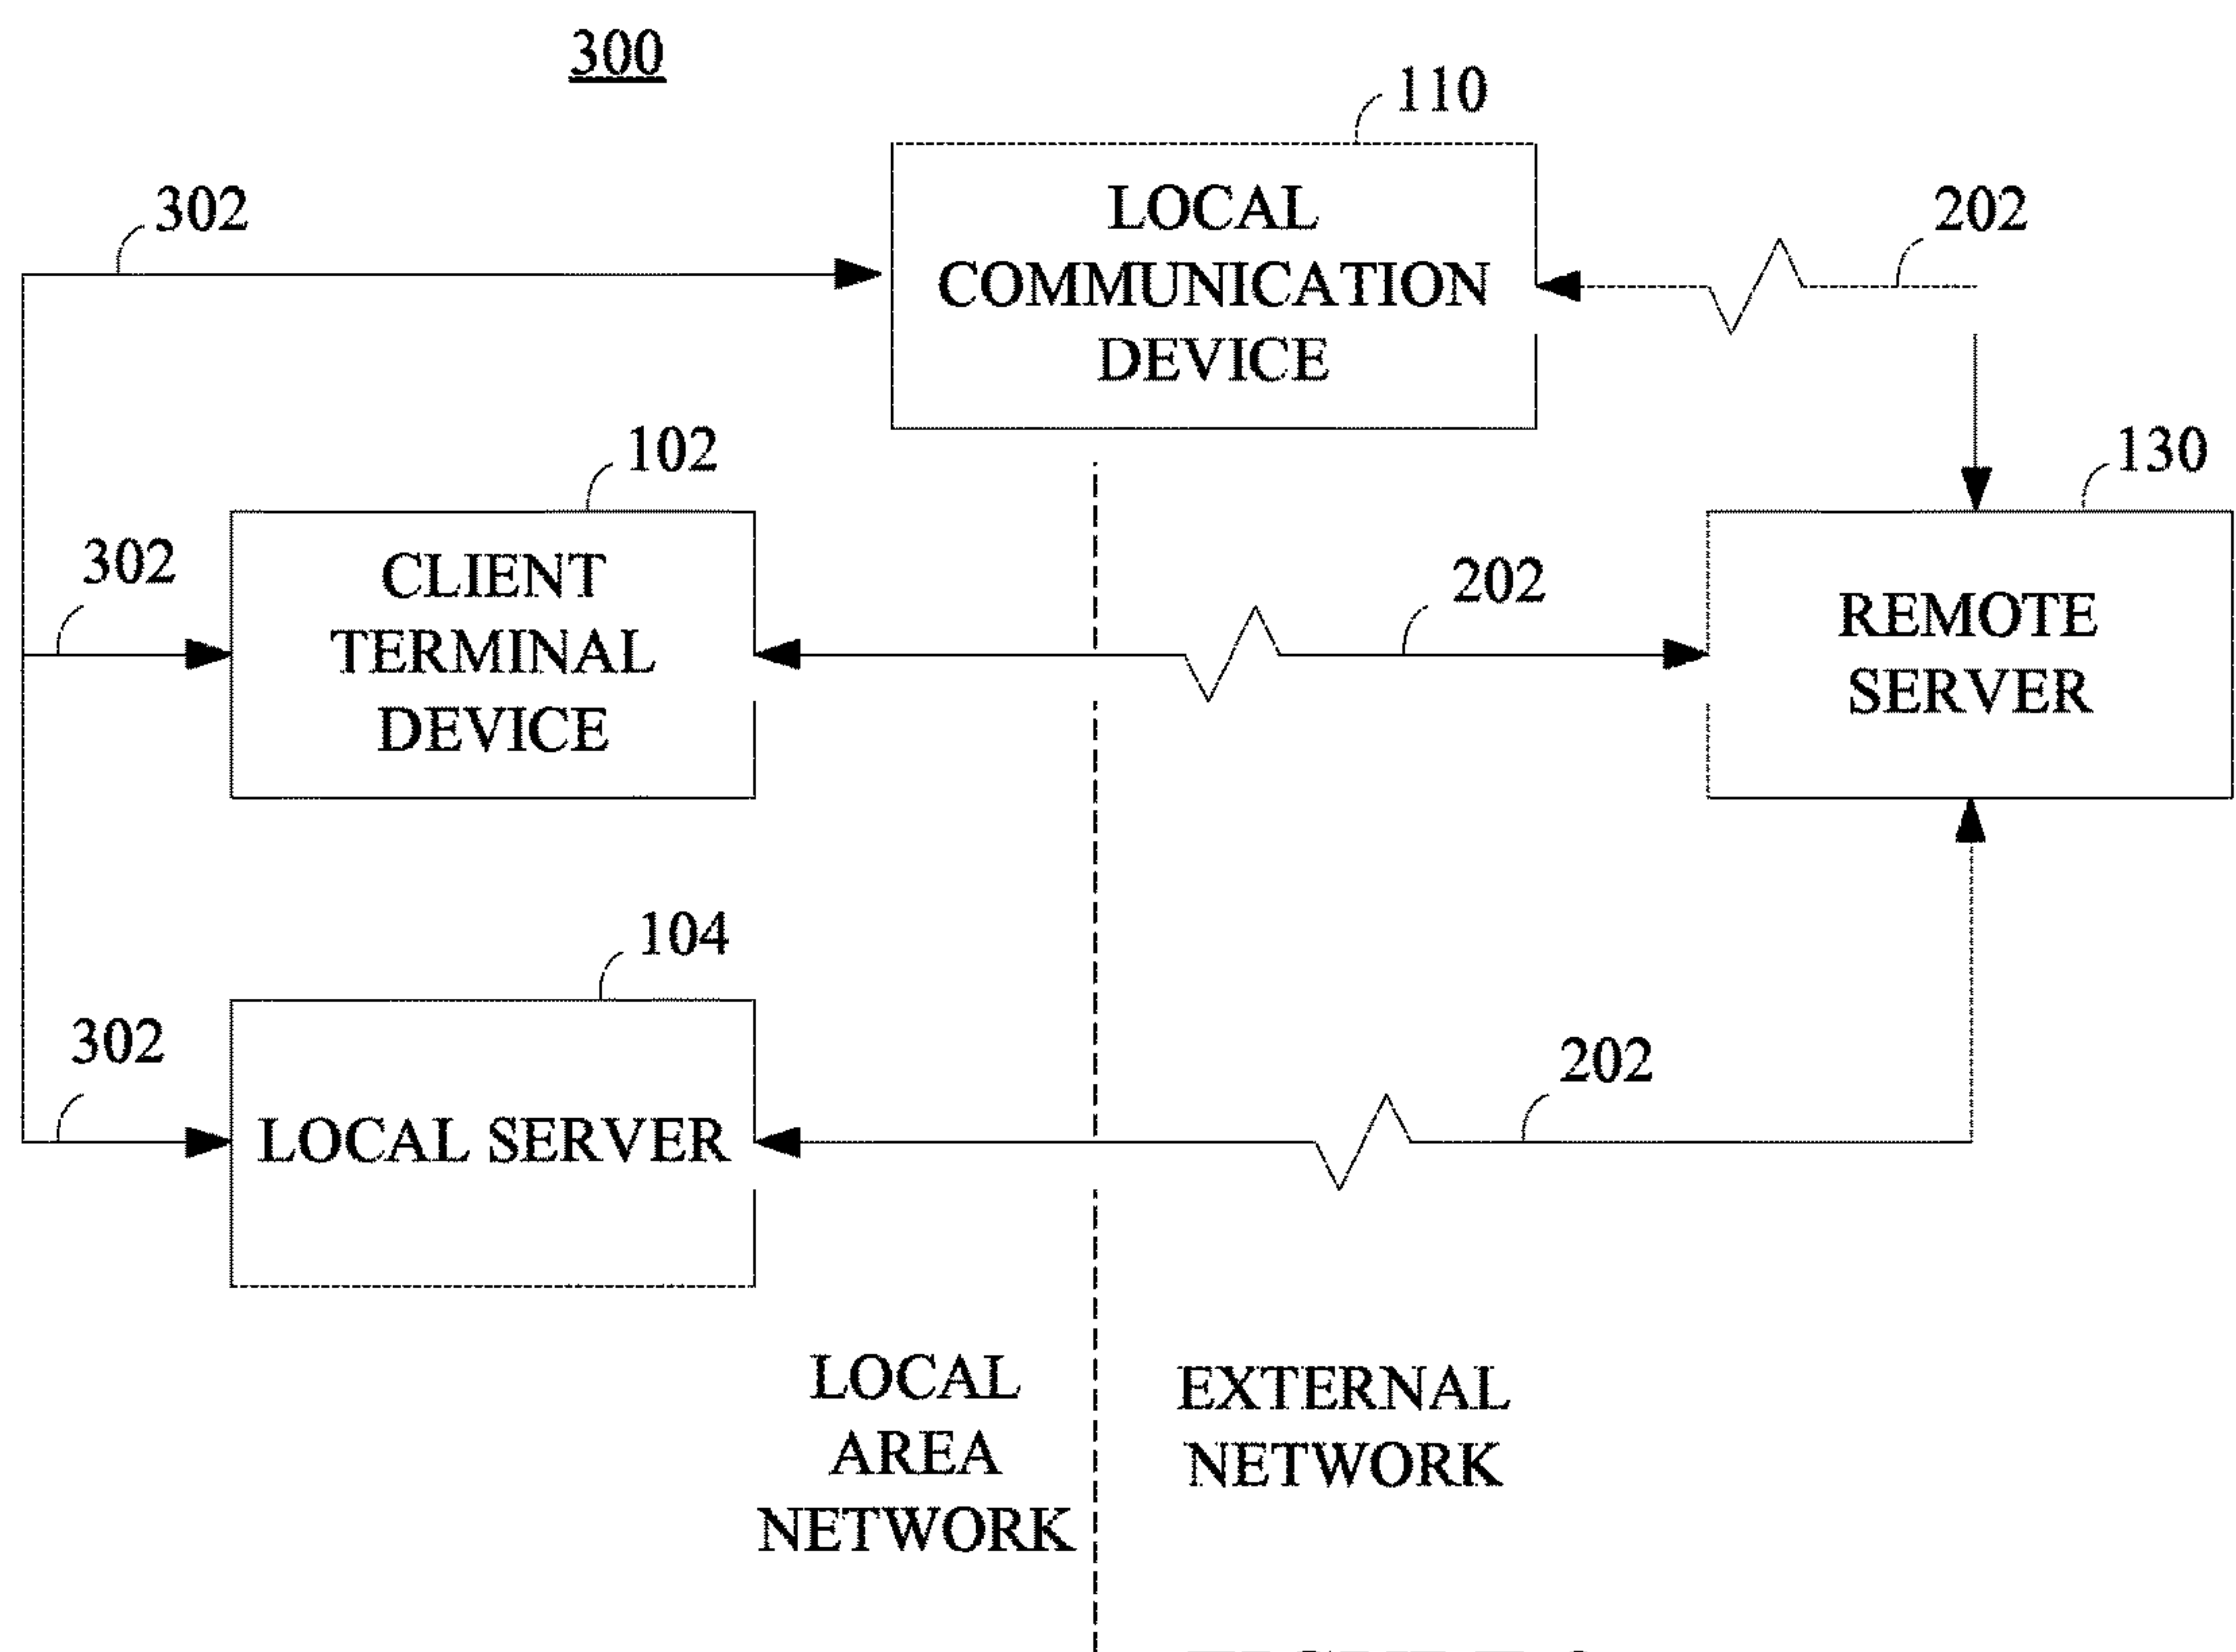 300
110
302
LOCAL
COMMUNICATION
DEVICE
202
102
130
302
CLIENT
TERMINAL
DEVICE
202
REMOTE
SERVER
104
302
LOCAL SERVER
202
LOCAL
AREA
NETWORK
EXTERNAL
NETWORK